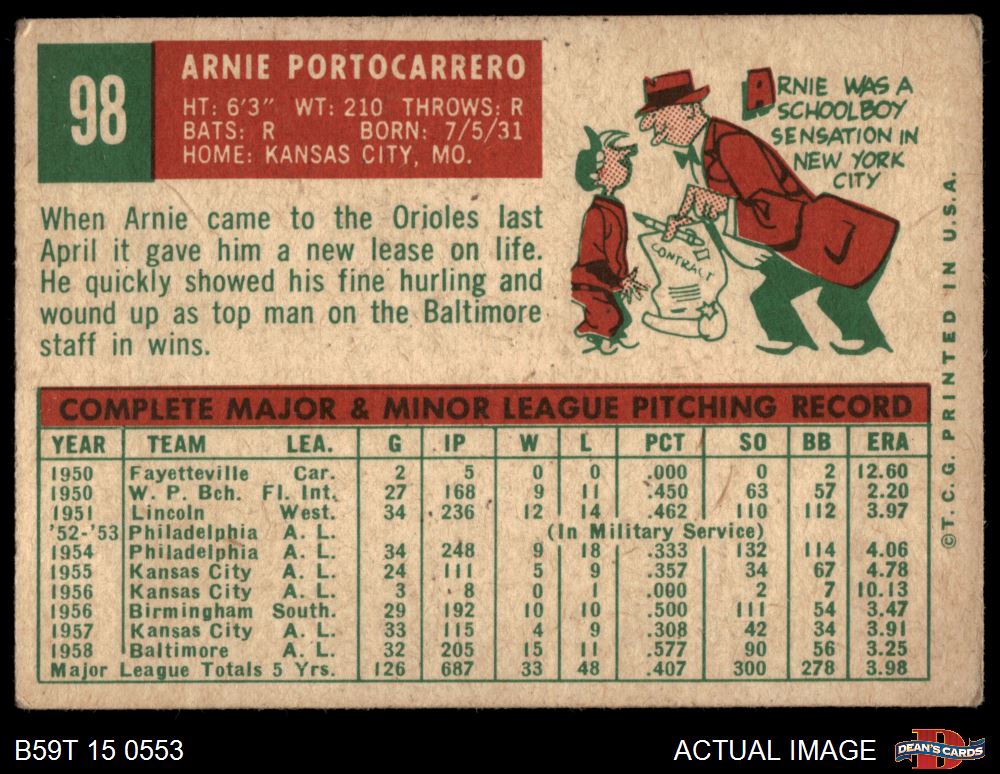 98
ARNIE PORTOCARRERO
HT: 6'3" WT: 210 THROWS: R
BATS: R BORN: 7/5/31
HOME: KANSAS CITY, MO.
When Arnie came to the Orioles last
April it gave him a new lease on life.
He quickly showed his fine hurling and
wound up as top man on the Baltimore
staff in wins.
ARNIE WAS A
SCHOOLBOY
SENSATION IN
NEW YORK
CITY
CONTRACT
COMPLETE MAJOR & MINOR LEAGUE PITCHING RECORD
YEAR TEAM LEA. G IP W L PCT SO BB ERA
1950 Fayetteville Car. 2 5 0 0 .000 0 2 12.60
1950 W. P. Bch. Fl. Int. 27 168 9 11 .450 63 57 2.20
1951 Lincoln West. 34 236 12 14 .462 110 112 3.97
'52-'53 Philadelphia A. L. (In Military Service)
1954 Philadelphia A. L. 34 248 9 18 .333 132 114 4.06
1955 Kansas City A. L. 24 111 5 9 .357 34 67 4.78
1956 Kansas City A. L. 3 8 0 1 .000 2 7 10.13
1956 Birmingham South. 29 192 10 10 .500 111 54 3.47
1957 Kansas City A. L. 33 115 4 9 .308 42 34 3.91
1958 Baltimore A. L. 32 205 15 11 .577 90 56 3.25
Major League Totals 5 Yrs. 126 687 33 48 .407 300 278 3.98
©T.C.G. PRINTED IN U.S.A.
B59T 15 0553
ACTUAL IMAGE
D
DEAN'S CARDS